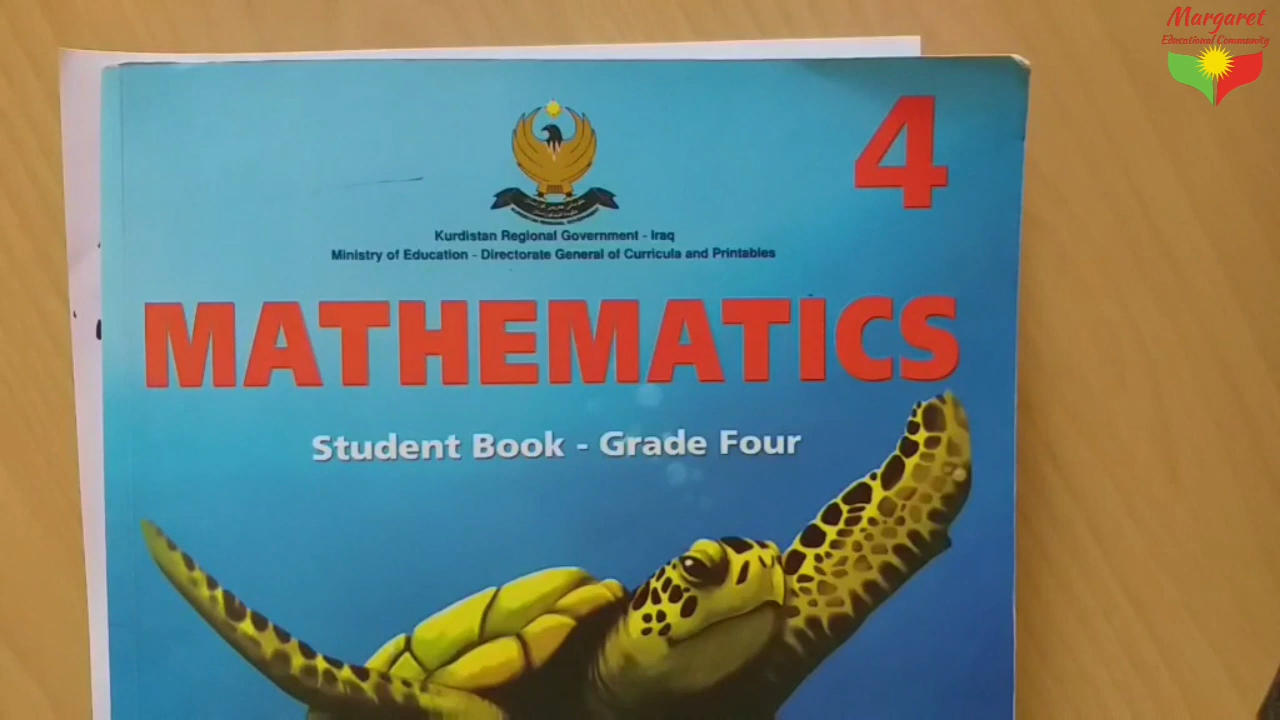 Margaret
Educational Community
4
Kurdistan Regional Government - Iraq
Ministry of Education - Directorate General of Curricula and Printables
MATHEMATICS
Student Book - Grade Four